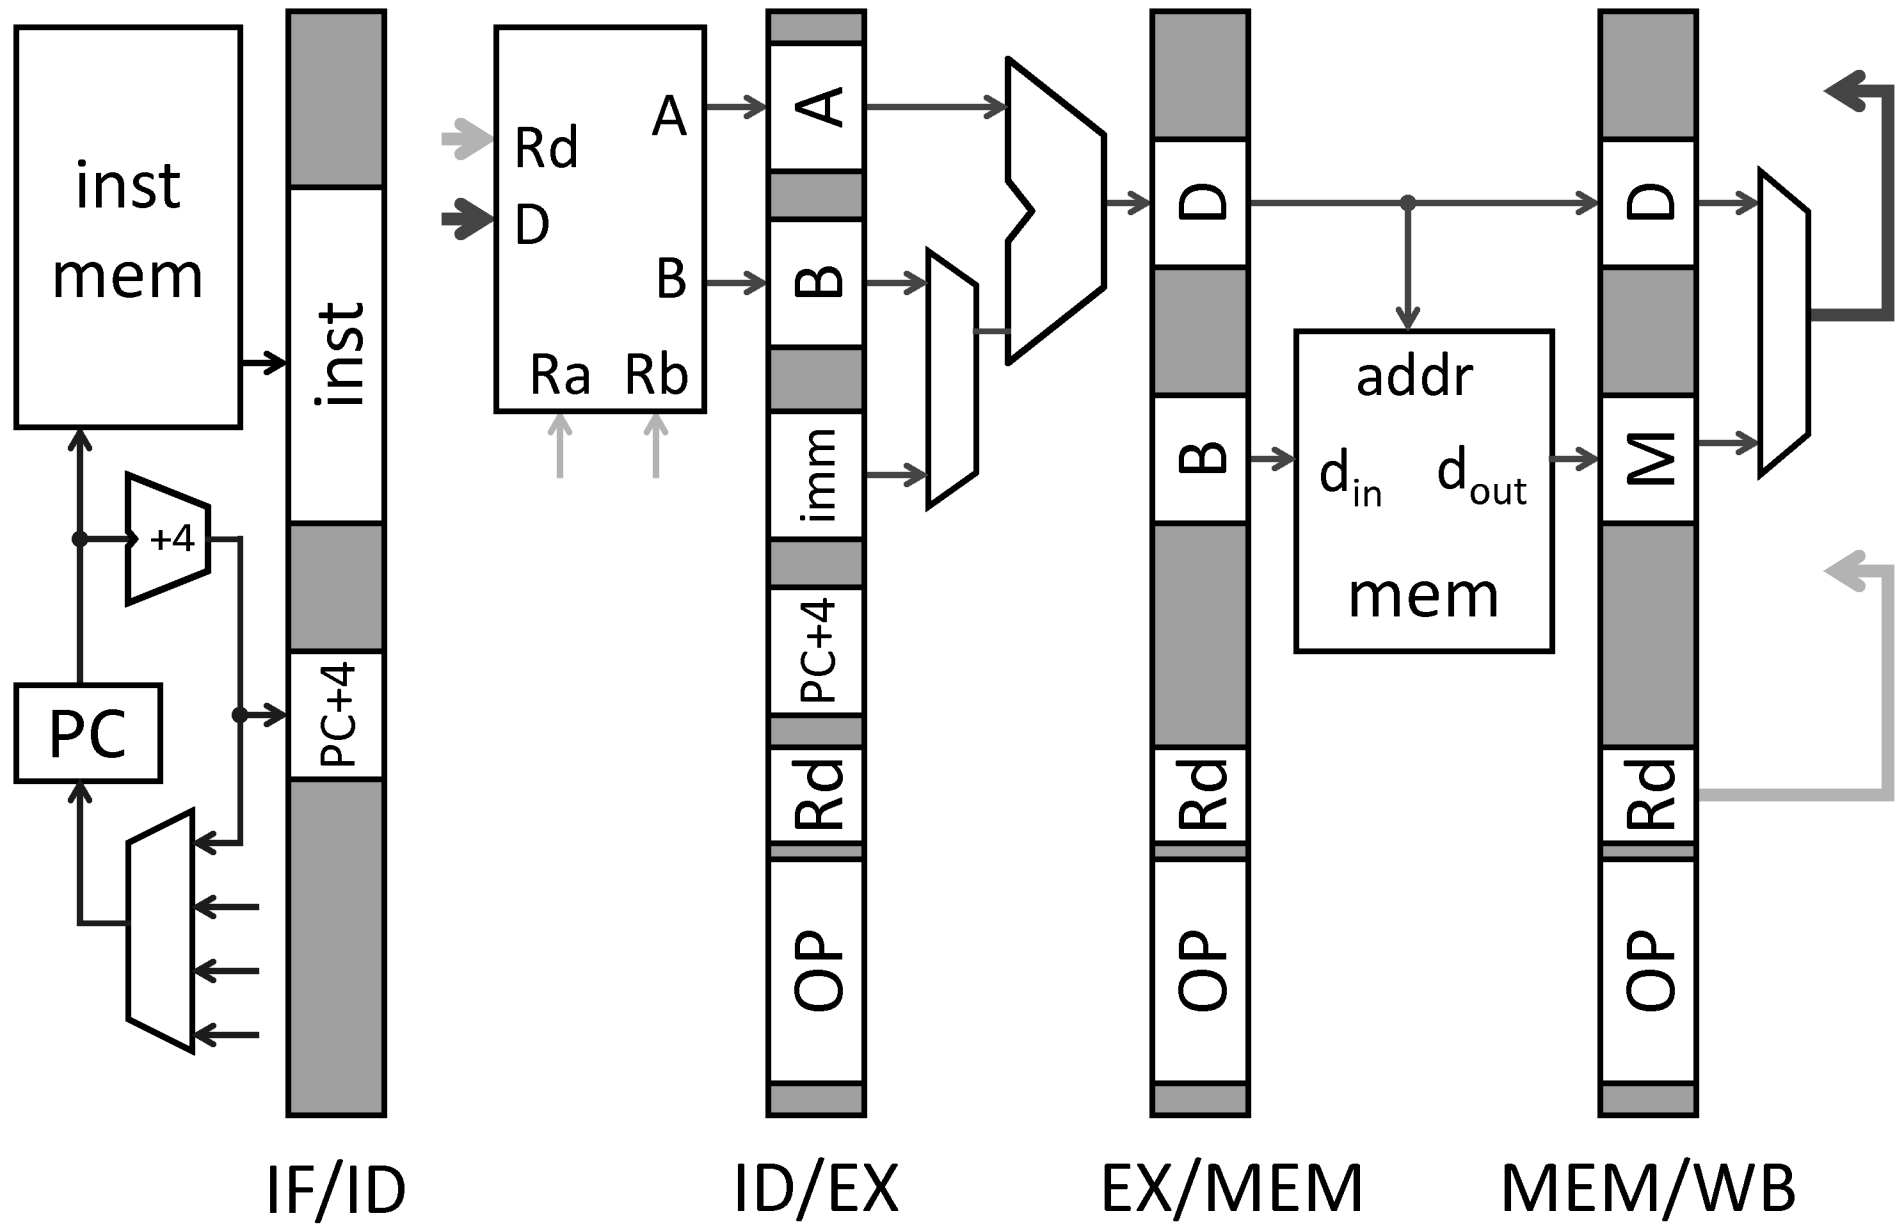 inst
mem
+4
PC
inst
PC+4
Rd
D
A
B
Ra Rb
A
B
imm
PC+4
Rd
OP
D
B
Rd
OP
addr
din dout
mem
D
M
Rd
OP
IF/ID ID/EX EX/MEM MEM/WB